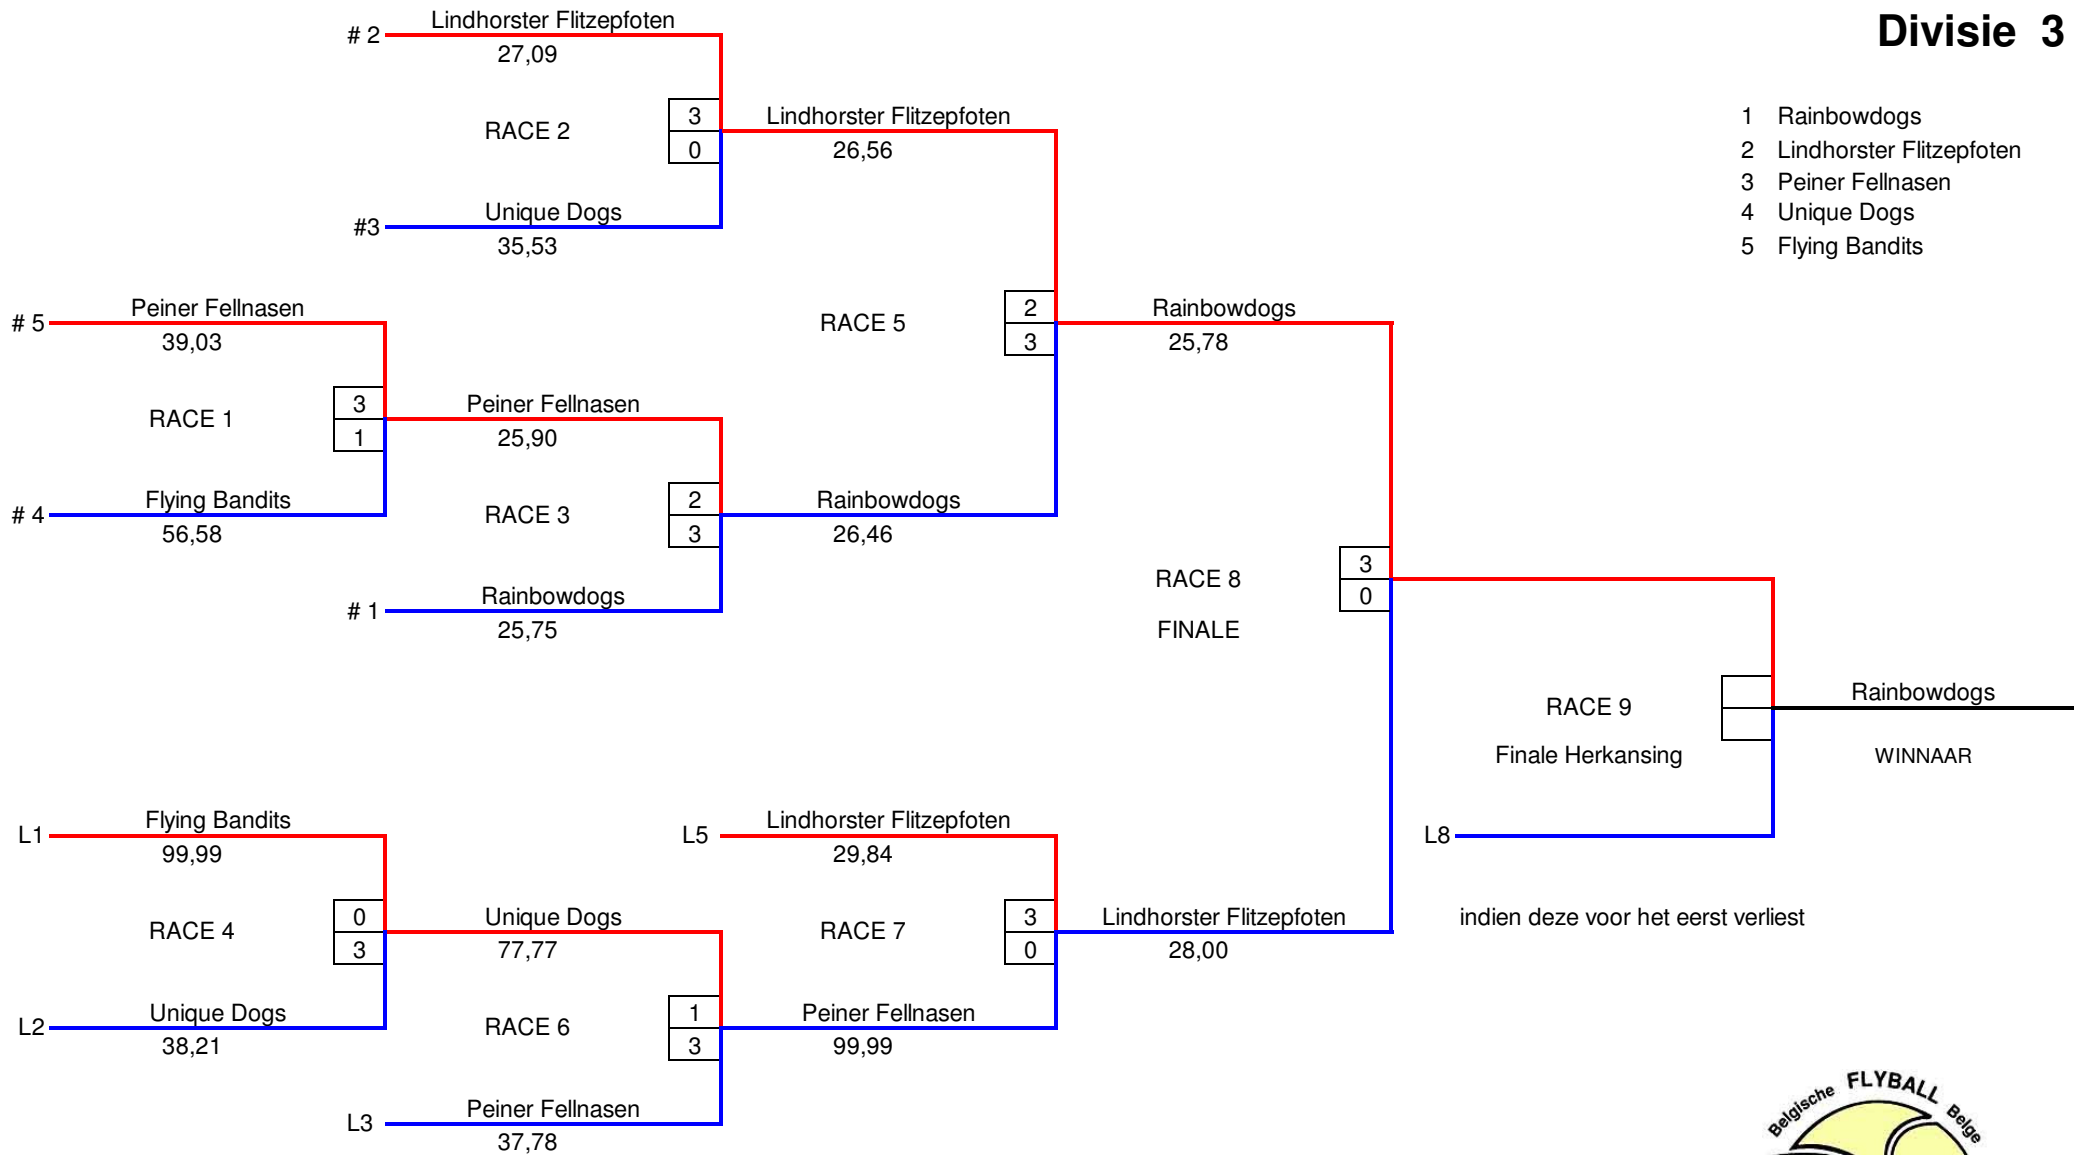 Divisie 3
1 Rainbowdogs
2 Lindhorster Flitzepfoten
3 Peiner Fellnasen
4 Unique Dogs
5 Flying Bandits
# 2 Lindhorster Flitzepfoten
27,09
RACE 2
3
0
#3 Unique Dogs
35,53
Lindhorster Flitzepfoten
26,56
# 5 Peiner Fellnasen
39,03
RACE 1
3
1
# 4 Flying Bandits
56,58
Peiner Fellnasen
25,90
RACE 3
2
3
# 1 Rainbowdogs
25,75
RACE 5
2
3
Rainbowdogs
26,46
Rainbowdogs
25,78
RACE 8
FINALE
3
0
RACE 9
Finale Herkansing
Rainbowdogs
WINNAAR
L8
indien deze voor het eerst verliest
L1 Flying Bandits
99,99
RACE 4
0
3
L2 Unique Dogs
38,21
Unique Dogs
77,77
RACE 6
1
3
L3 Peiner Fellnasen
37,78
L5 Lindhorster Flitzepfoten
29,84
RACE 7
3
0
Peiner Fellnasen
99,99
Lindhorster Flitzepfoten
28,00
Belgische FLYBALL Belge